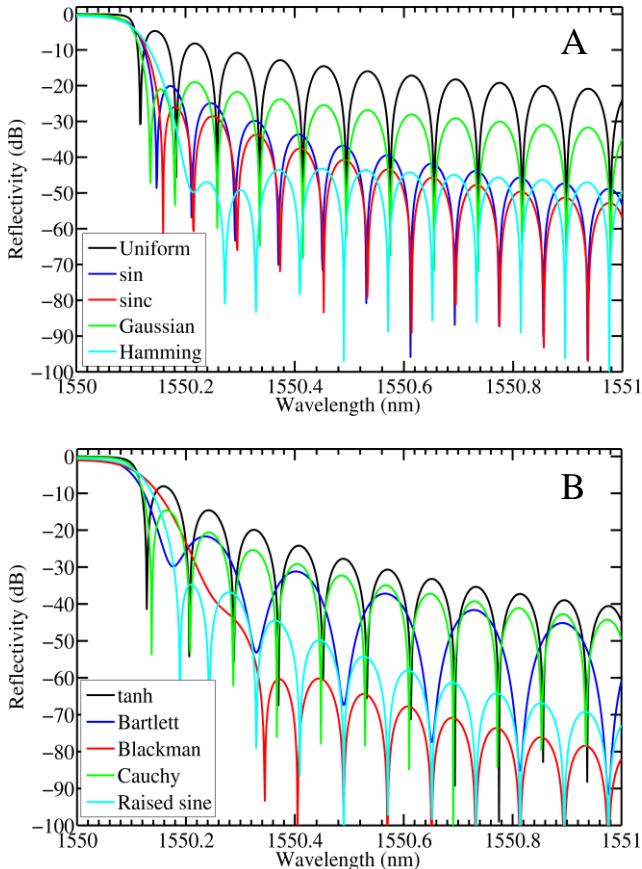 A
0
−10
−20
−30
−40
−50
−60
−70
−80
−90
−100
Reflectivity (dB)
Uniform
sin
sinc
Gaussian
Hamming
1550 1550.2 1550.4 1550.6 1550.8 1551
Wavelength (nm)
B
0
−10
−20
−30
−40
−50
−60
−70
−80
−90
−100
Reflectivity (dB)
tanh
Bartlett
Blackman
Cauchy
Raised sine
1550 1550.2 1550.4 1550.6 1550.8 1551
Wavelength (nm)